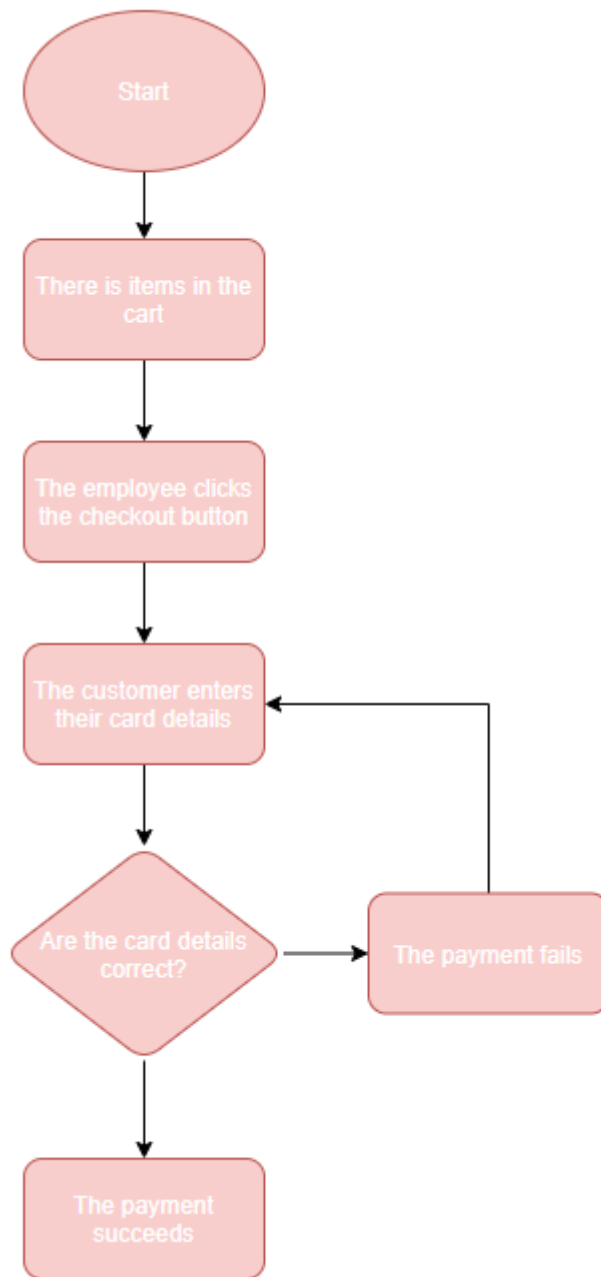 Start
There is items in the
cart
The employee clicks
the checkout button
The customer enters
their card details
Are the card details
correct?
The payment fails
The payment
succeeds